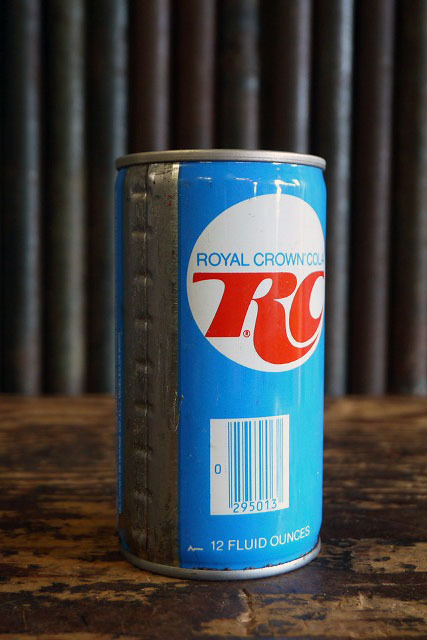 ROYAL CROWN COLA
RC
®
0
295013
12 FLUID OUNCES